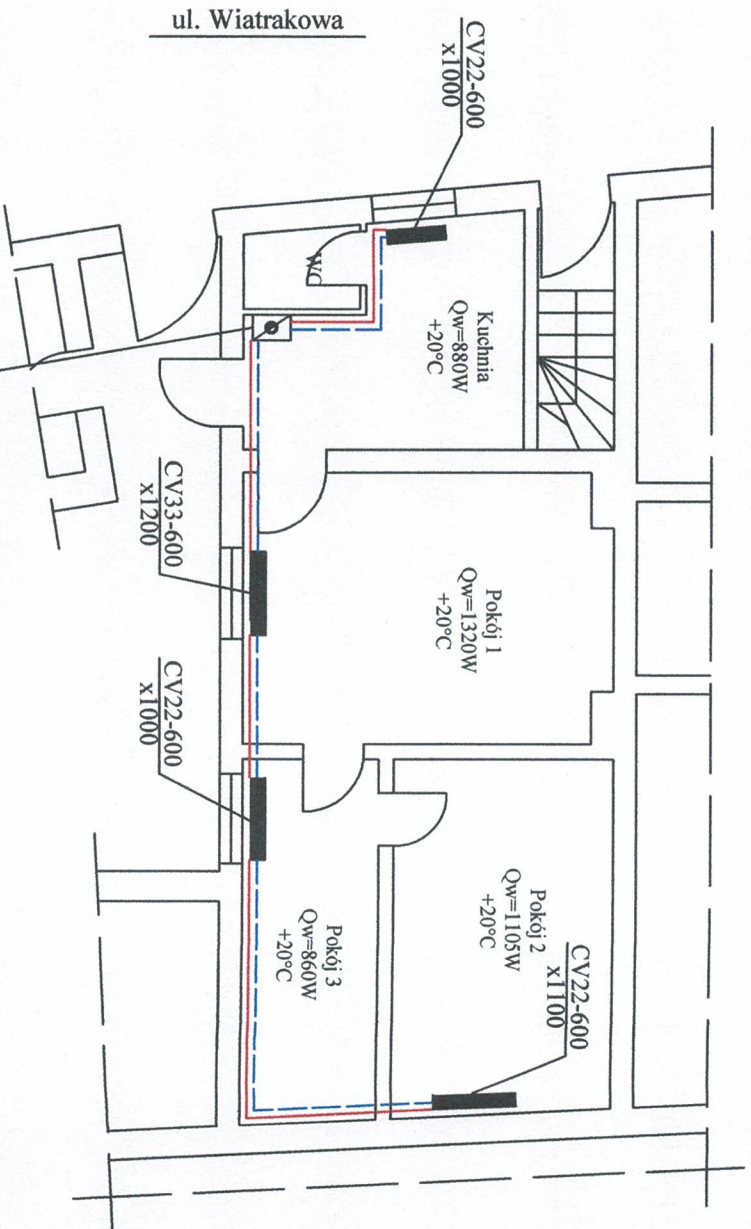 ul. Wiatrakowa
CV22-600
x1000
Kuchnia
Qw=880W
+20°C
WC
Pokój 1
Qw=1320W
+20°C
CV33-600
x1200
CV22-600
x1000
Pokój 2
Qw=1105W
+20°C
CV22-600
x1100
Pokój 3
Qw=860W
+20°C